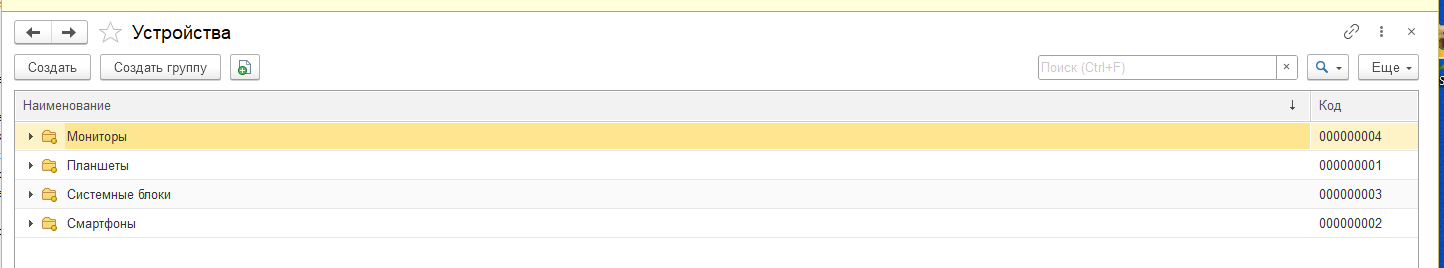 Устройства
Создать Создать группу Поиск (Ctrl+F) × Еще
Наименование ↓ Код
Мониторы 000000004
Планшеты 000000001
Системные блоки 000000003
Смартфоны 000000002